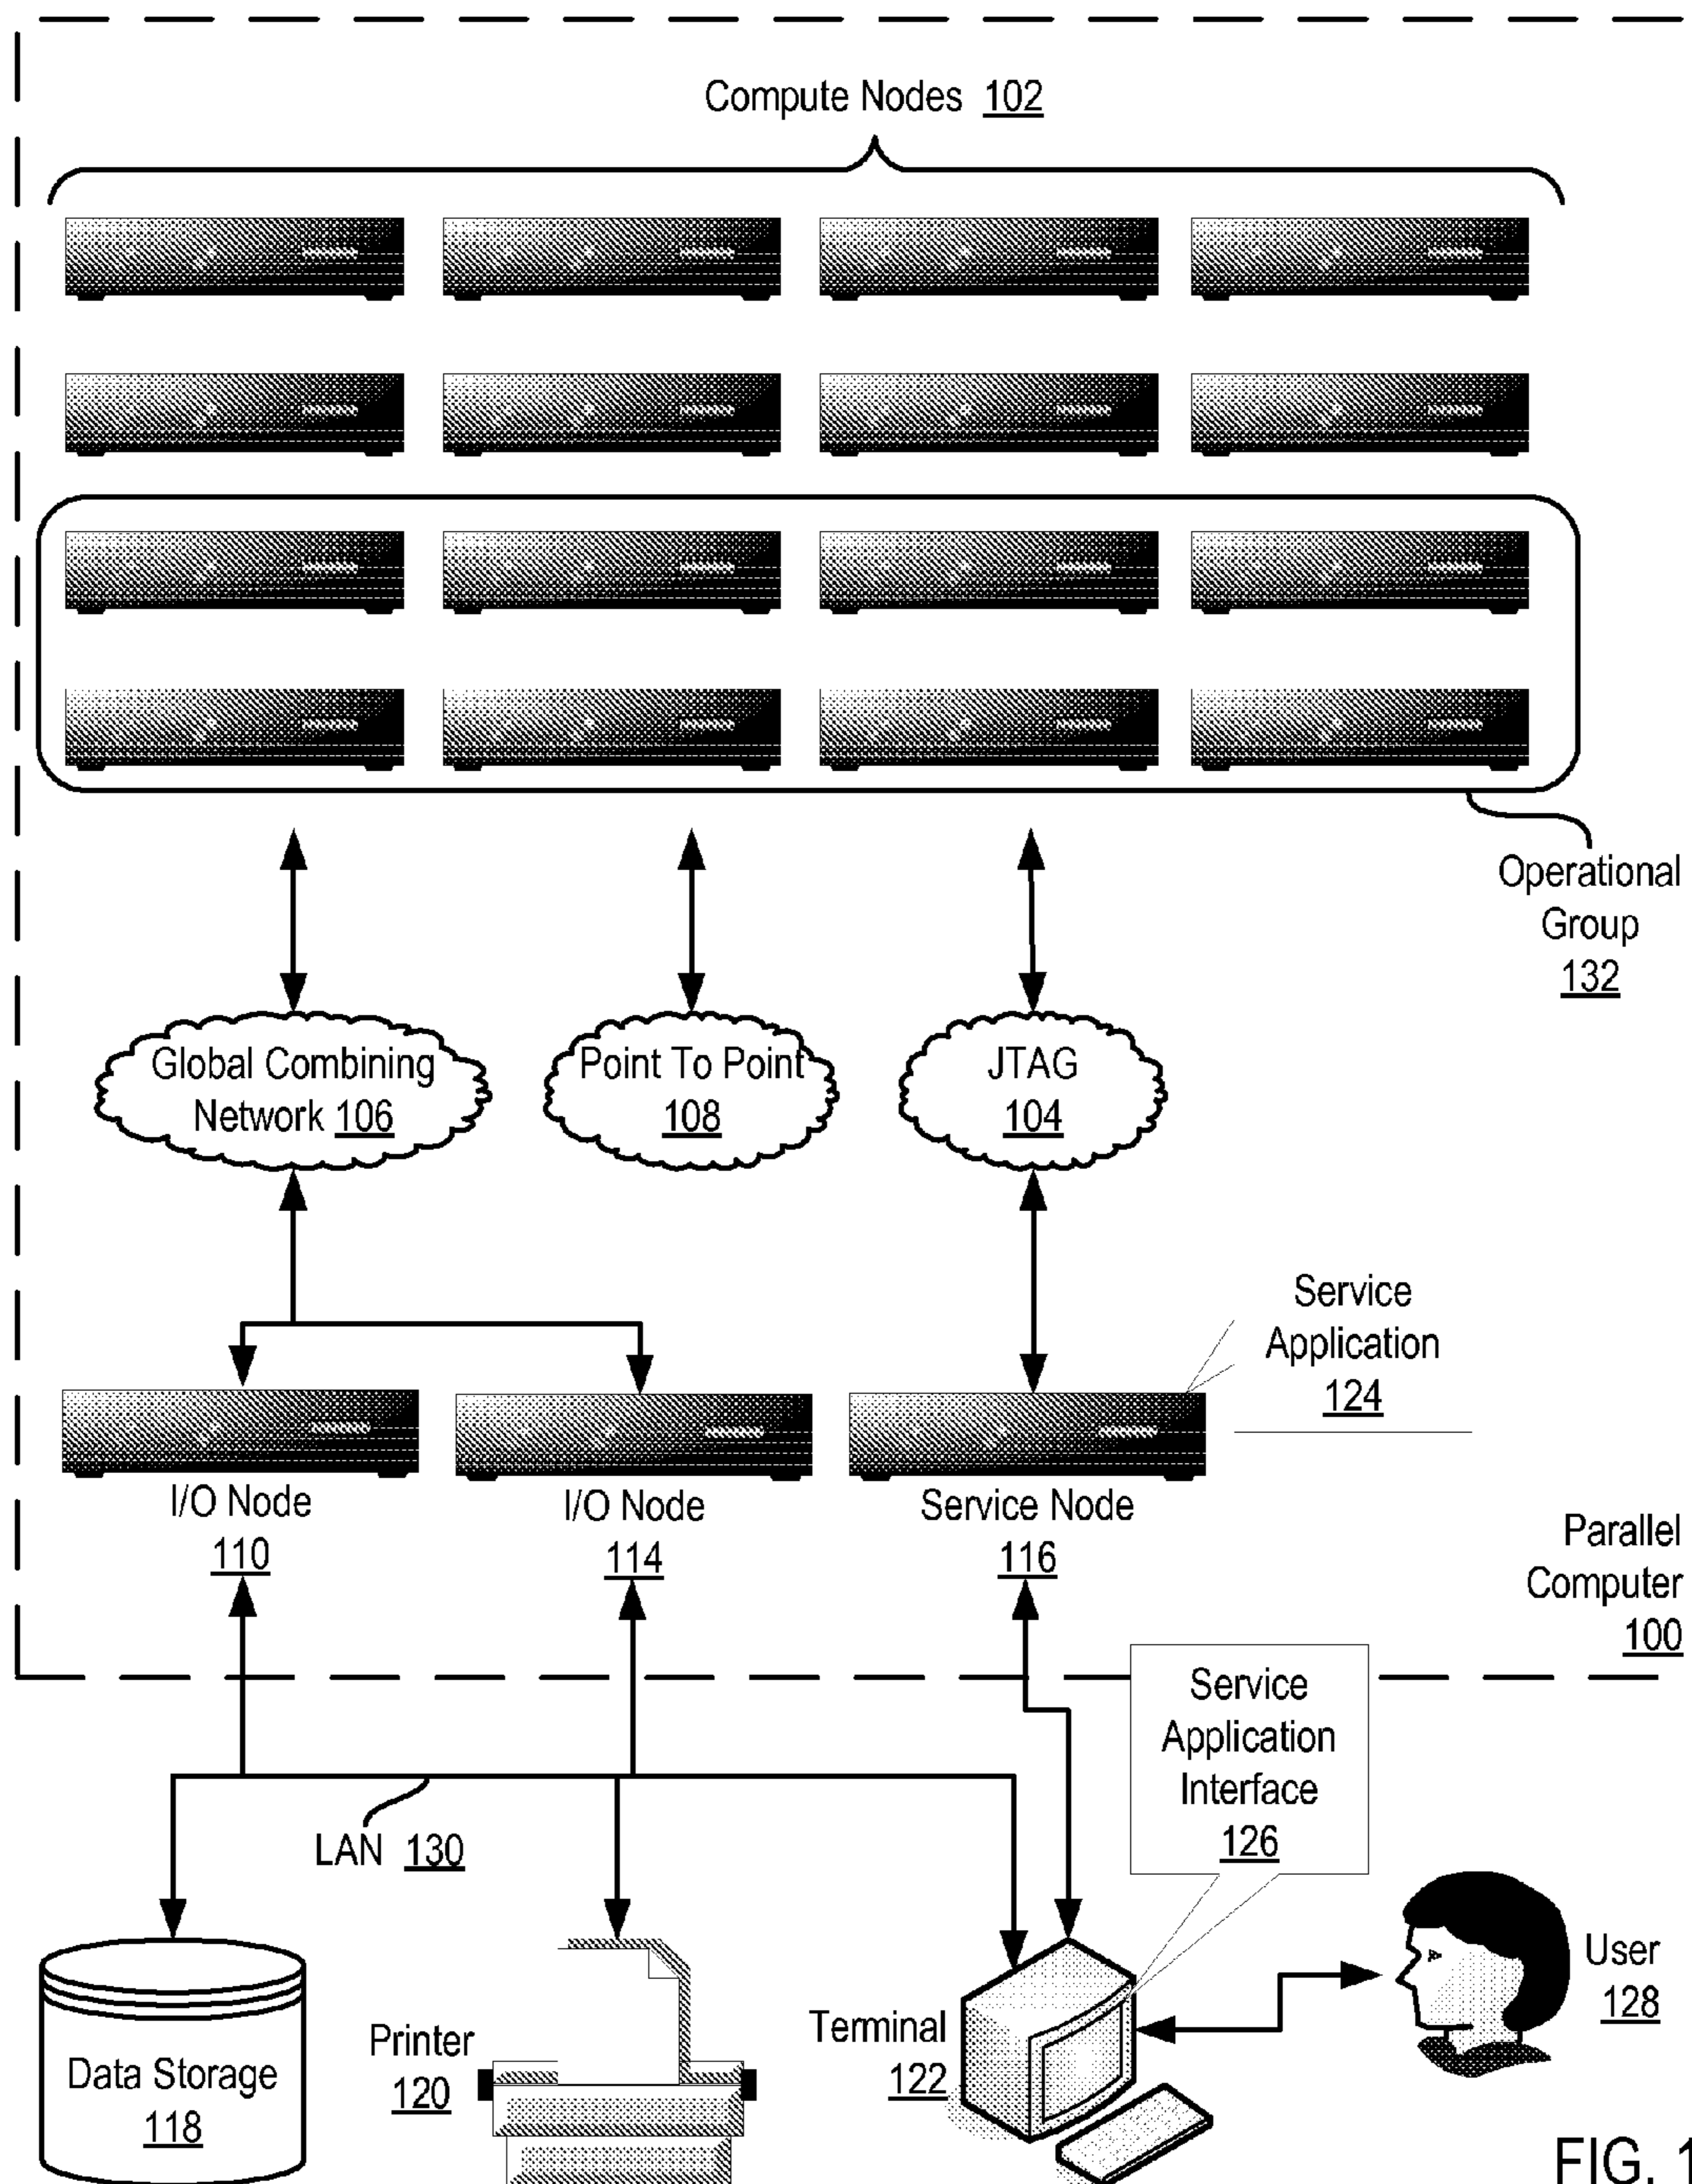 Compute Nodes 102
Operational
Group
132
Global Combining
Network 106
Point To Point
108
JTAG
104
Service
Application
124
I/O Node
110
I/O Node
114
Service Node
116
Parallel
Computer
100
Service
Application
Interface
126
LAN 130
Data Storage
118
Printer
120
Terminal
122
User
128
FIG. 1